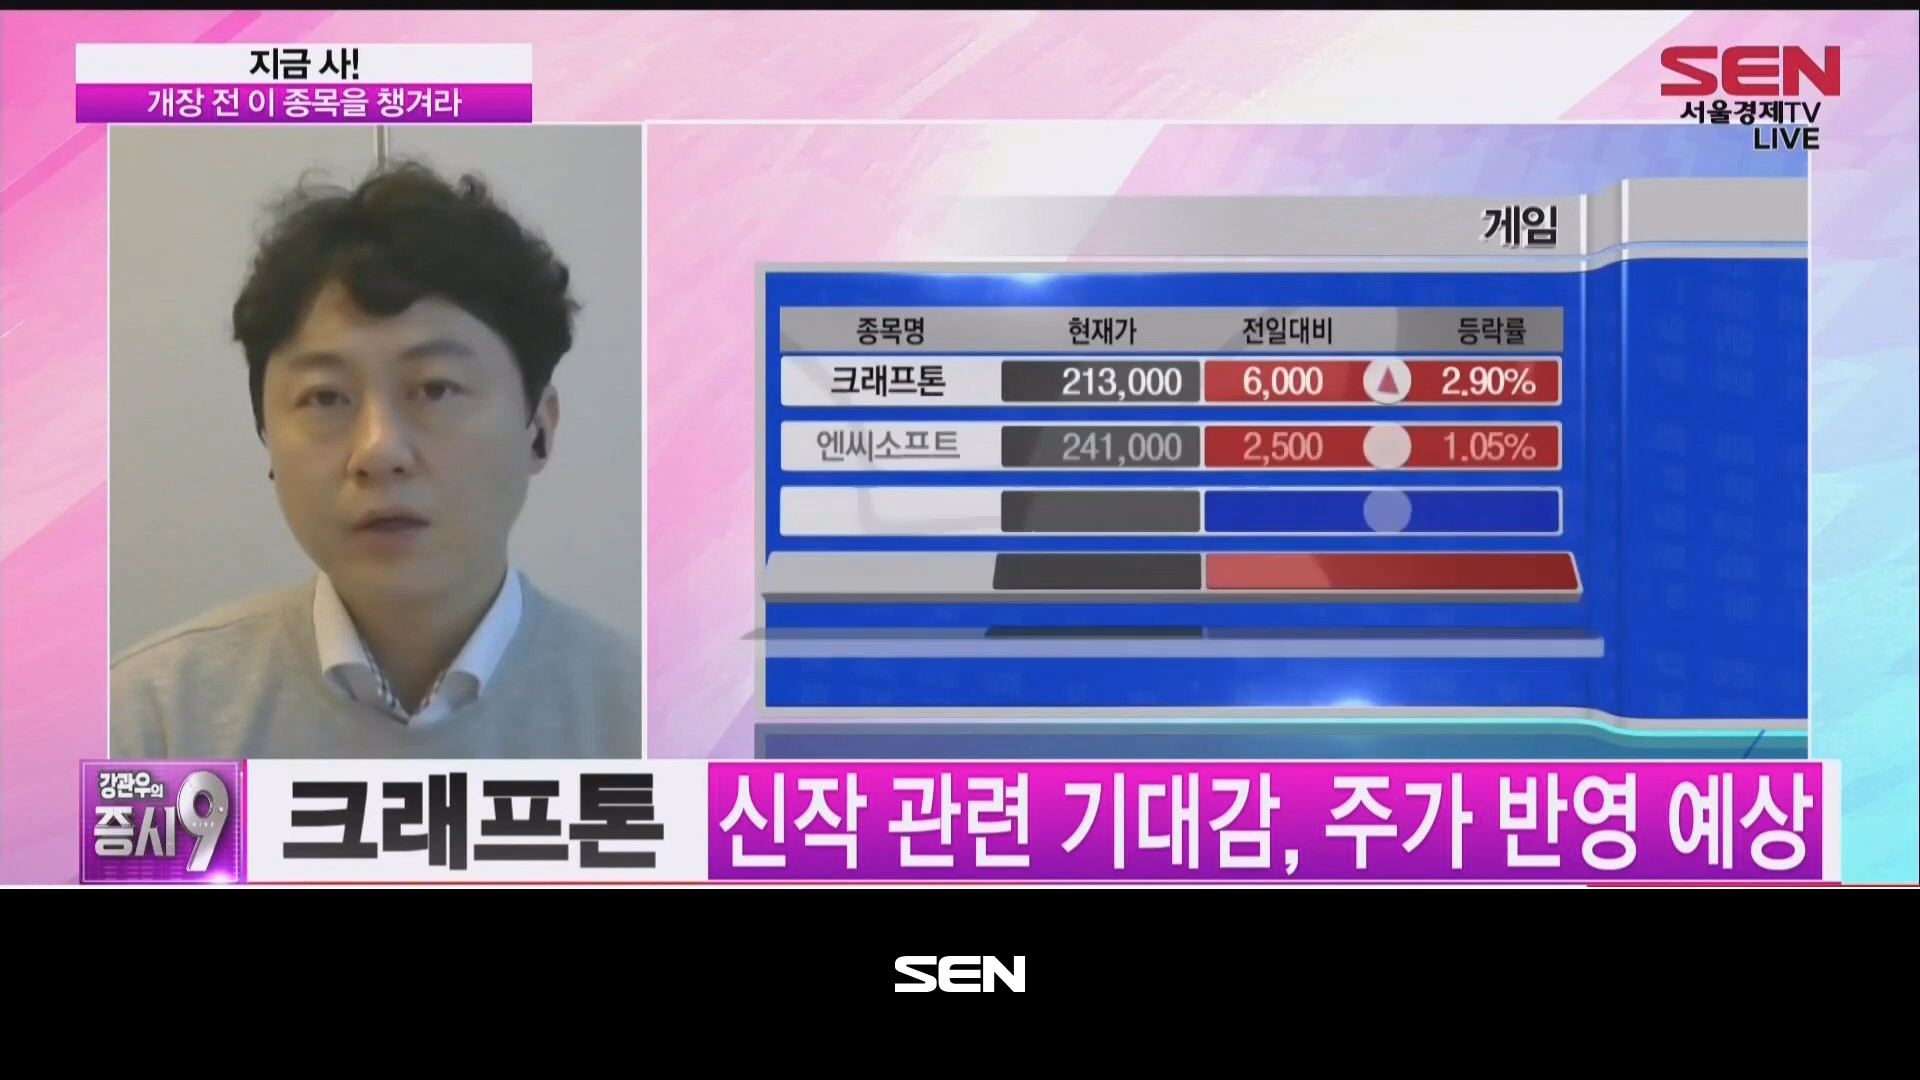 지금 사!
개장 전 이 종목을 챙겨라
SEN
서울경제TV
LIVE
게임
종목명 현재가 전일대비 등락률
크래프톤 213,000 6,000 ▲ 2.90%
엔씨소프트 241,000 2,500 1.05%
강관우의
증시9
크래프톤 신작 관련 기대감, 주가 반영 예상
SEN